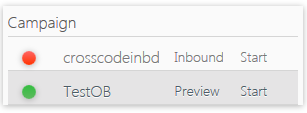 Campaign
crosscodeinbd Inbound Start
TestOB Preview Start